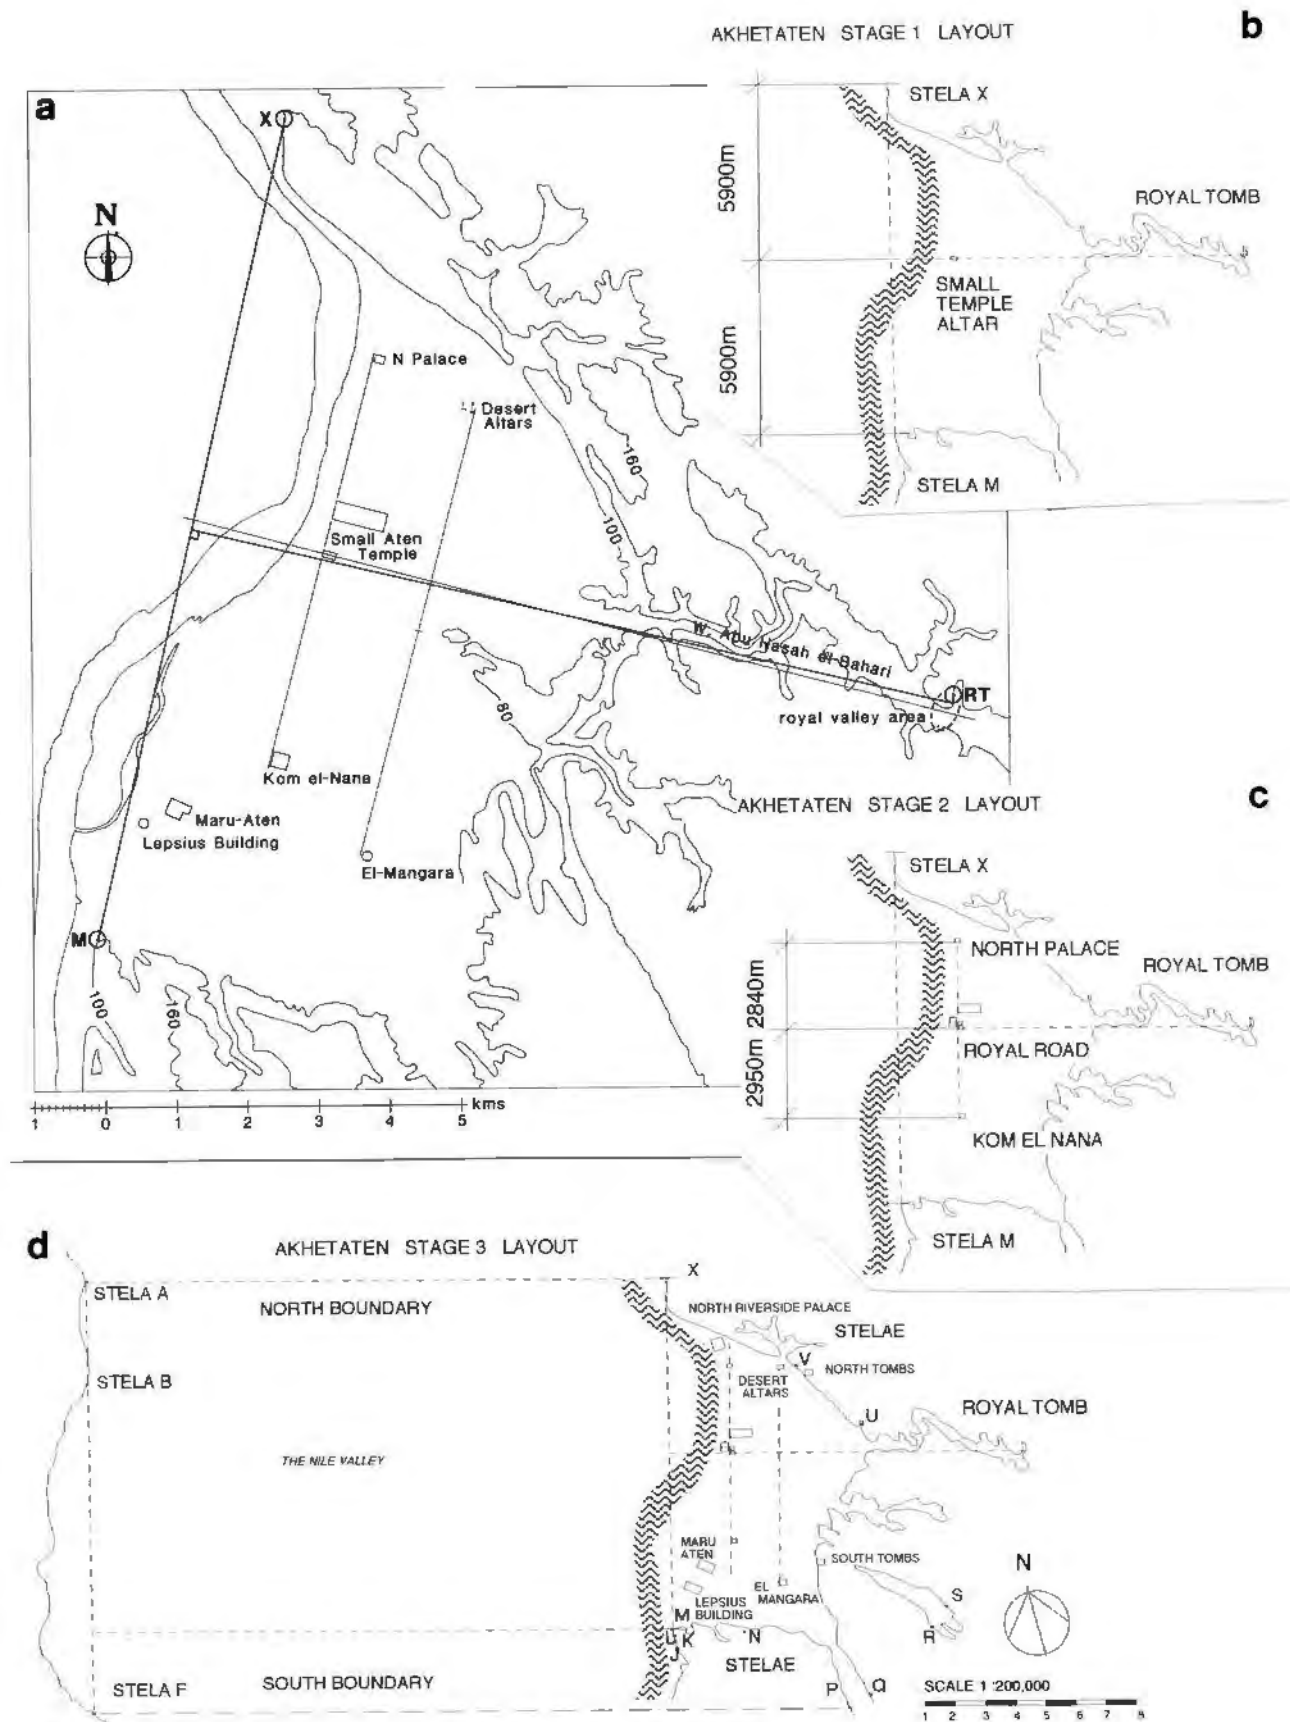 a
X
N
N Palace
Desert
Altars
Small Aten
Temple
160
100
W. Abu Hasah el-Bahari
RT
royal valley area
80
Kom el-Nana
Maru-Aten
Lepsius Building
El-Mangara
M
100
160
kms
1 0 1 2 3 4 5
b
AKHETATEN STAGE 1 LAYOUT
STELA X
5900m
ROYAL TOMB
SMALL
TEMPLE
ALTAR
5900m
STELA M
c
AKHETATEN STAGE 2 LAYOUT
STELA X
NORTH PALACE
2840m
ROYAL TOMB
ROYAL ROAD
2950m
KOM EL NANA
STELA M
d
AKHETATEN STAGE 3 LAYOUT
X
STELA A
NORTH BOUNDARY
NORTH RIVERSIDE PALACE
STELAE
V
NORTH TOMBS
STELA B
DESERT
ALTARS
U
ROYAL TOMB
THE NILE VALLEY
MARU
ATEN
SOUTH TOMBS
N
EL
MANGARA
LEPSIUS
BUILDING
M
S
R
L
K
J
N
STELAE
STELA F
SOUTH BOUNDARY
P
Q
SCALE 1 :200,000
1 2 3 4 5 6 7 8